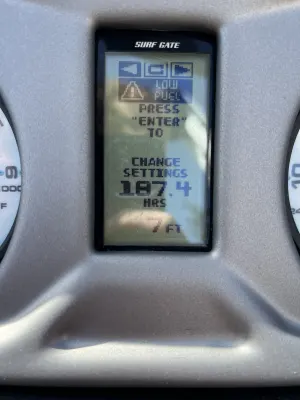 SURF GATE
LOW
FUEL
PRESS
"ENTER"
TO
CHANGE
SETTINGS
187.4
HRS
7 FT